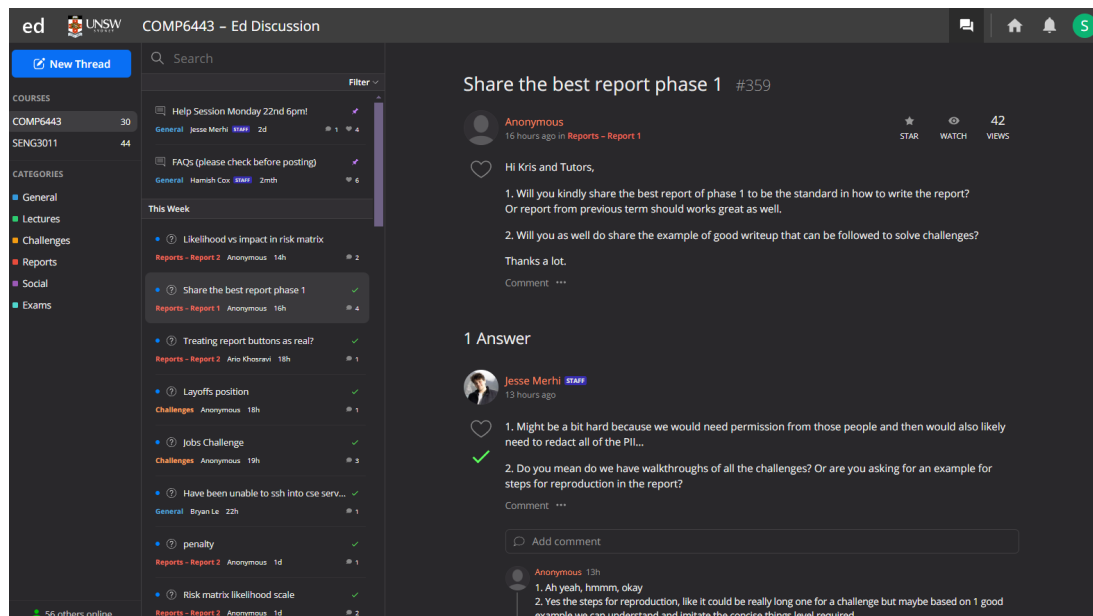 ed UNSW SYDNEY COMP6443 – Ed Discussion S
New Thread
Search
Filter
COURSES
COMP6443 30
SENG3011 44
CATEGORIES
General
Lectures
Challenges
Reports
Social
Exams
56 others online
Help Session Monday 22nd 6pm!
General Jesse Merhi STAFF 2d 1 4
FAQs (please check before posting)
General Hamish Cox STAFF 2mth 6
This Week
Likelihood vs impact in risk matrix
Reports – Report 2 Anonymous 14h 2
Share the best report phase 1
Reports – Report 1 Anonymous 16h 4
Treating report buttons as real?
Reports – Report 2 Ario Khosravi 18h 1
Layoffs position
Challenges Anonymous 18h 1
Jobs Challenge
Challenges Anonymous 19h 3
Have been unable to ssh into cse serv...
General Bryan Le 22h 1
penalty
Reports – Report 2 Anonymous 1d 1
Risk matrix likelihood scale
Reports – Report 2 Anonymous 1d 2
Share the best report phase 1 #359
Anonymous
16 hours ago in Reports – Report 1
STAR
WATCH
42
VIEWS
Hi Kris and Tutors,
1. Will you kindly share the best report of phase 1 to be the standard in how to write the report?
Or report from previous term should works great as well.
2. Will you as well do share the example of good writeup that can be followed to solve challenges?
Thanks a lot.
Comment ···
1 Answer
Jesse Merhi STAFF
13 hours ago
1. Might be a bit hard because we would need permission from those people and then would also likely
need to redact all of the PII...
2. Do you mean do we have walkthroughs of all the challenges? Or are you asking for an example for
steps for reproduction in the report?
Comment ···
Add comment
Anonymous 13h
1. Ah yeah, hmmm, okay
2. Yes the steps for reproduction, like it could be really long one for a challenge but maybe based on 1 good
example we can understand and imitate the concise things level required